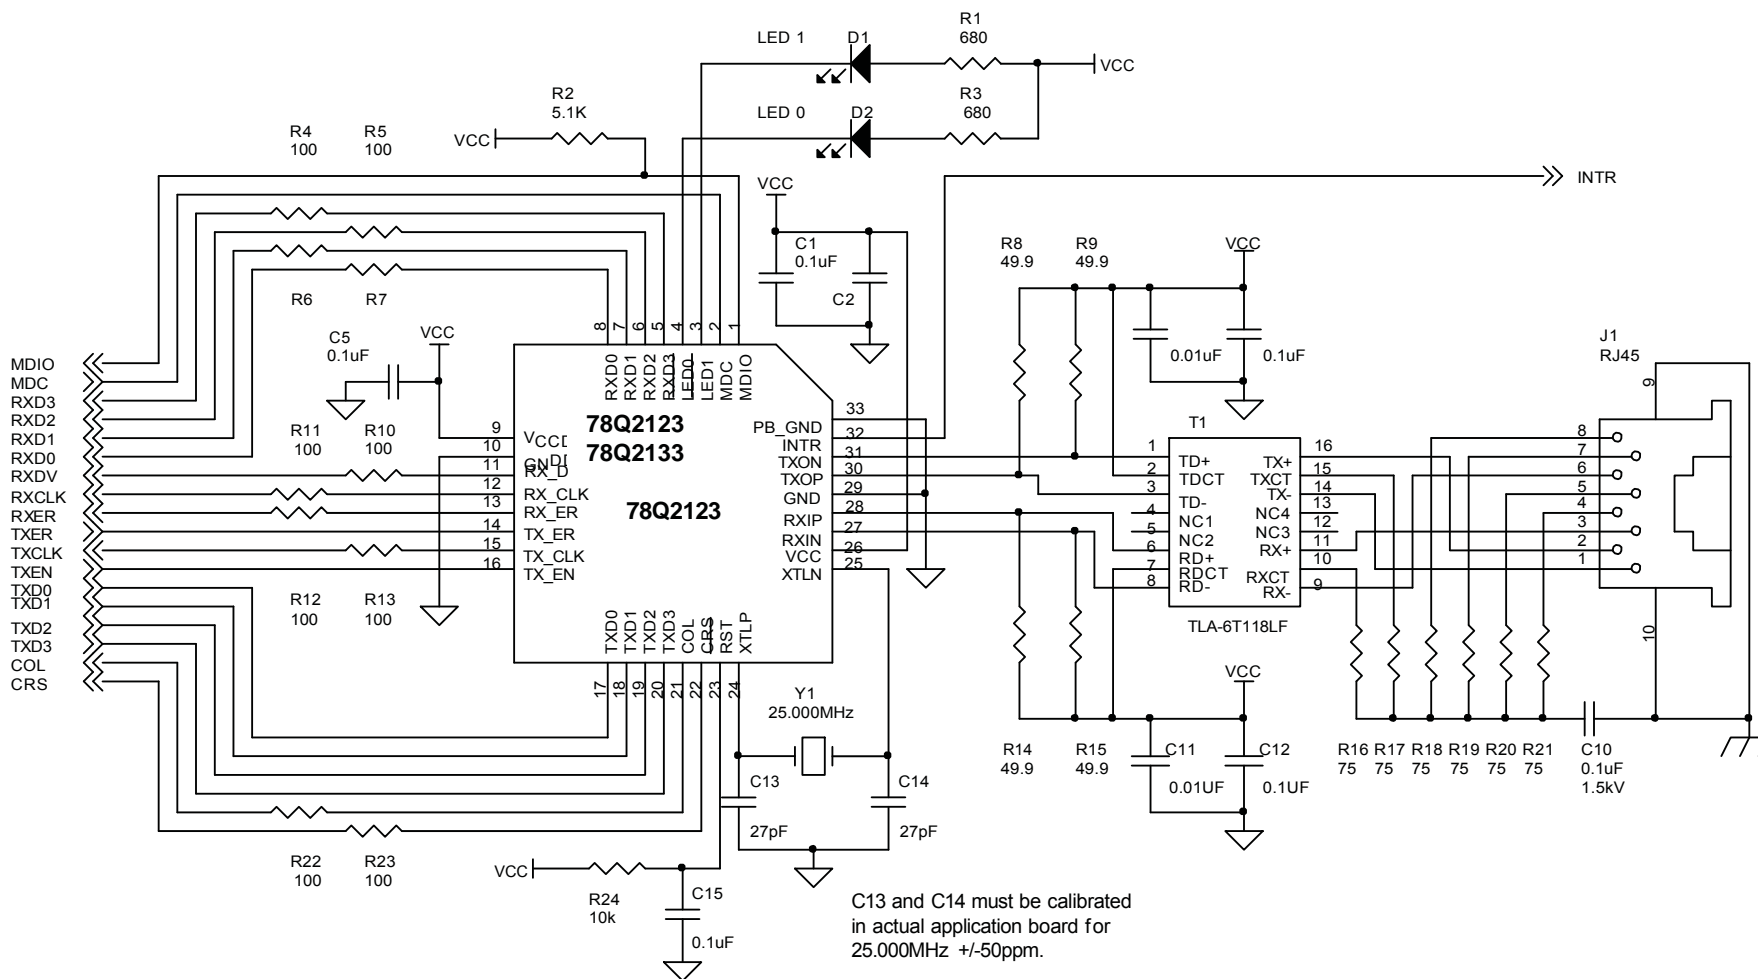 LED 1
D1
R1
680
VCC
R2
5.1K
LED 0
D2
R3
680
VCC
R4
100
R5
100
INTR
VCC
C1
0.1uF
C2
R8
49.9
R9
49.9
VCC
0.01uF
0.1uF
R6
R7
C5
0.1uF
VCC
8
7
6
5
4
3
2
1
RXD0
RXD1
RXD2
RXD3
LED0
LED1
MDC
MDIO
J1
RJ45
9
MDIO
MDC
RXD3
RXD2
RXD1
RXD0
RXDV
RXCLK
RXER
TXER
TXCLK
TXEN
TXD0
TXD1
TXD2
TXD3
COL
CRS
R11
100
R10
100
9
10
11
12
13
14
15
16
VCCD
GNDD
RX_D
RX_CLK
RX_ER
TX_ER
TX_CLK
TX_EN
78Q2123
78Q2133
78Q2123
PB_GND
INTR
TXON
TXOP
GND
RXIP
RXIN
VCC
XTLN
33
32
31
30
29
28
27
26
25
T1
1
2
3
4
5
6
7
8
TD+
TDCT
TD-
NC1
NC2
RD+
RDCT
RD-
TX+
TXCT
TX-
NC4
NC3
RX+
RXCT
RX-
16
15
14
13
12
11
10
9
TLA-6T118LF
8
7
6
5
4
3
2
1
10
R12
100
R13
100
TXD0
TXD1
TXD2
TXD3
COL
CRS
RST
XTLP
17
18
19
20
21
22
23
24
Y1
25.000MHz
VCC
R14
49.9
R15
49.9
C11
0.01UF
C12
0.1UF
R16
75
R17
75
R18
75
R19
75
R20
75
R21
75
C10
0.1uF
1.5kV
C13
27pF
C14
27pF
R22
100
R23
100
VCC
R24
10k
C15
0.1uF
C13 and C14 must be calibrated
in actual application board for
25.000MHz +/-50ppm.